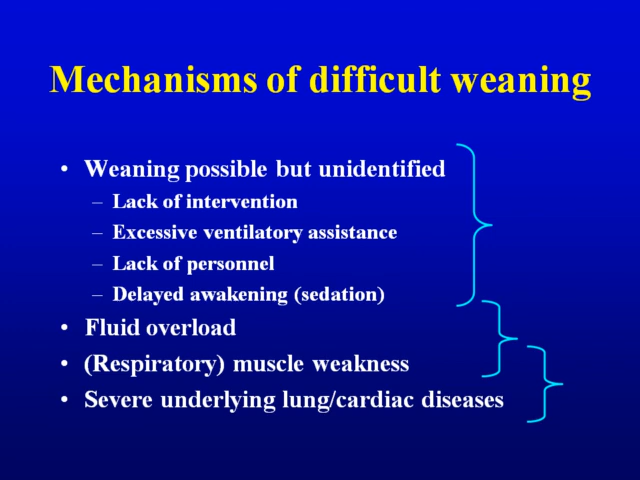 Mechanisms of difficult weaning
• Weaning possible but unidentified
– Lack of intervention
– Excessive ventilatory assistance
– Lack of personnel
– Delayed awakening (sedation)
• Fluid overload
• (Respiratory) muscle weakness
• Severe underlying lung/cardiac diseases